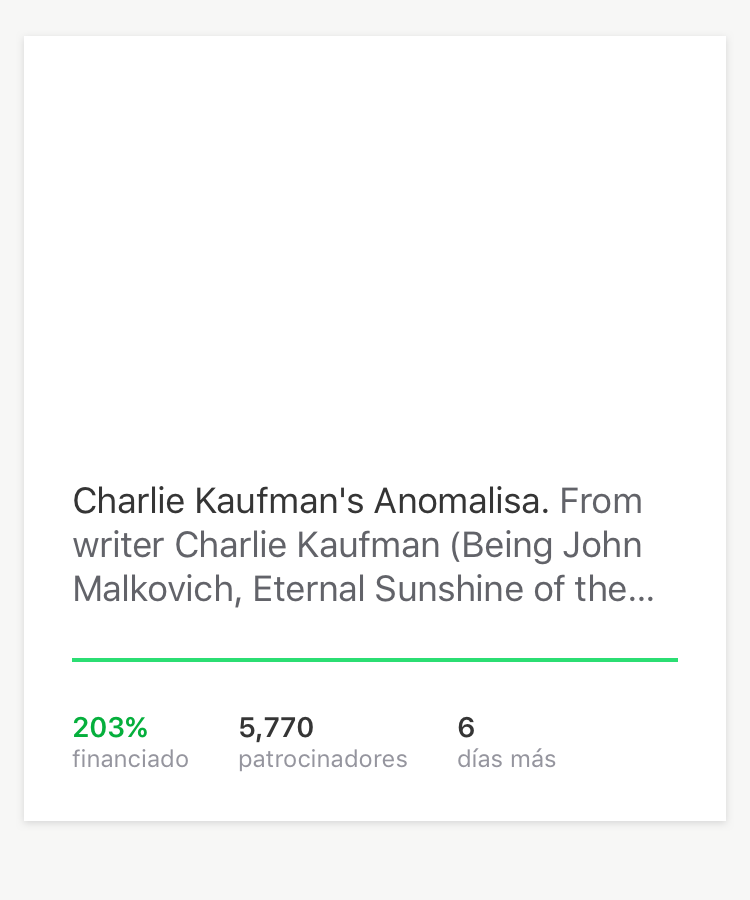 Charlie Kaufman's Anomalisa. From
writer Charlie Kaufman (Being John
Malkovich, Eternal Sunshine of the...
203% 5,770 6
financiado patrocinadores días más